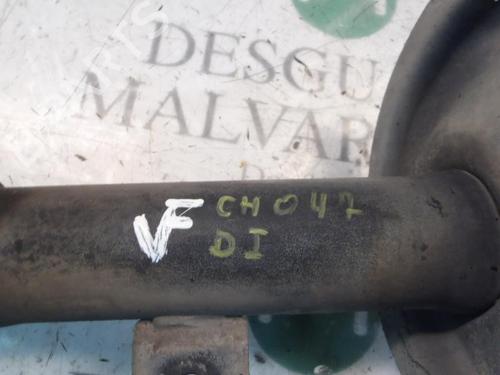 DESGU
MALVAR
VF
CH047
DI